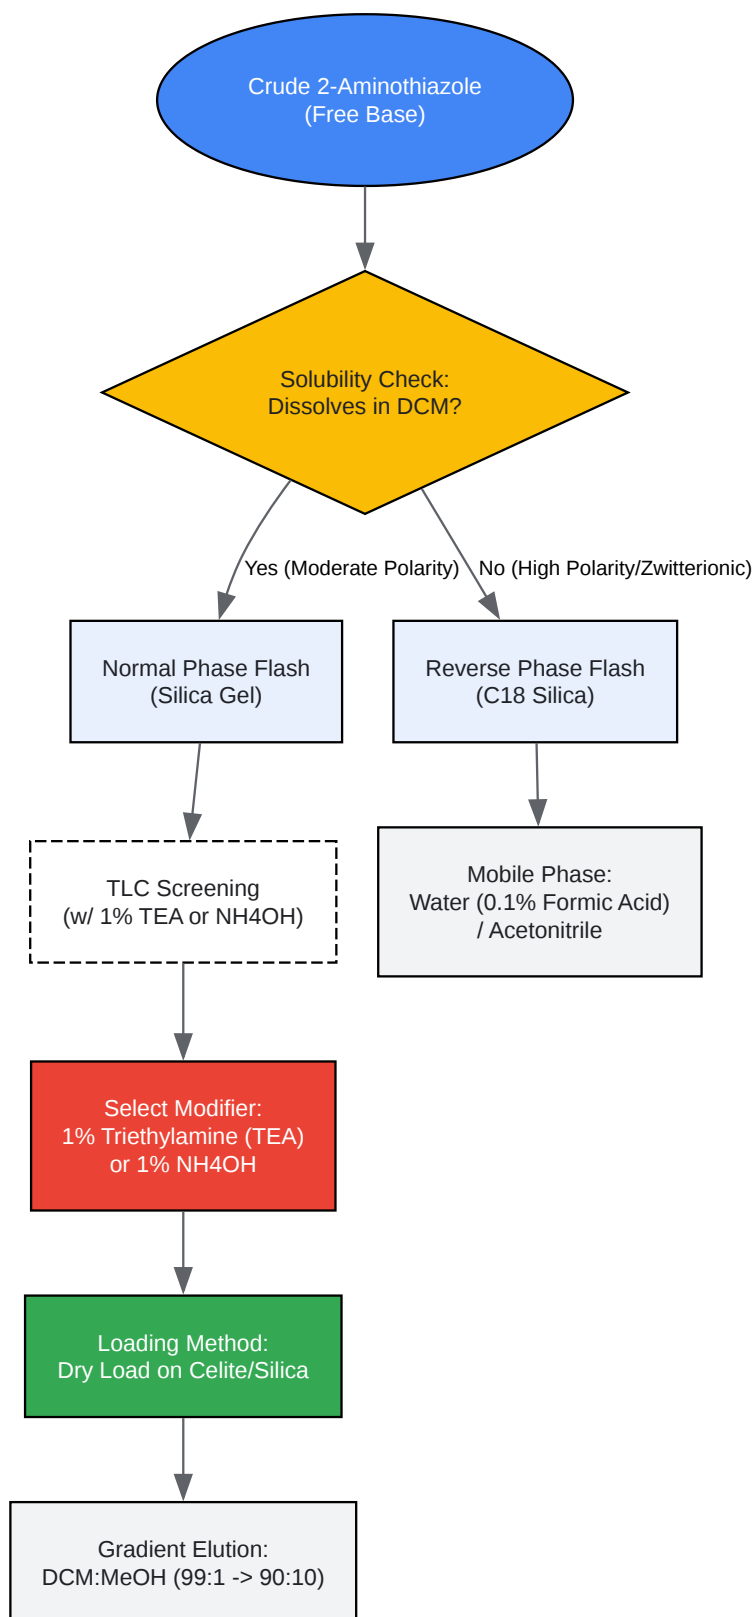 Crude 2-Aminothiazole
(Free Base)
Solubility Check:
Dissolves in DCM?
Yes (Moderate Polarity)
No (High Polarity/Zwitterionic)
Normal Phase Flash
(Silica Gel)
Reverse Phase Flash
(C18 Silica)
TLC Screening
(w/ 1% TEA or NH4OH)
Mobile Phase:
Water (0.1% Formic Acid)
/ Acetonitrile
Select Modifier:
1% Triethylamine (TEA)
or 1% NH4OH
Loading Method:
Dry Load on Celite/Silica
Gradient Elution:
DCM:MeOH (99:1 -> 90:10)